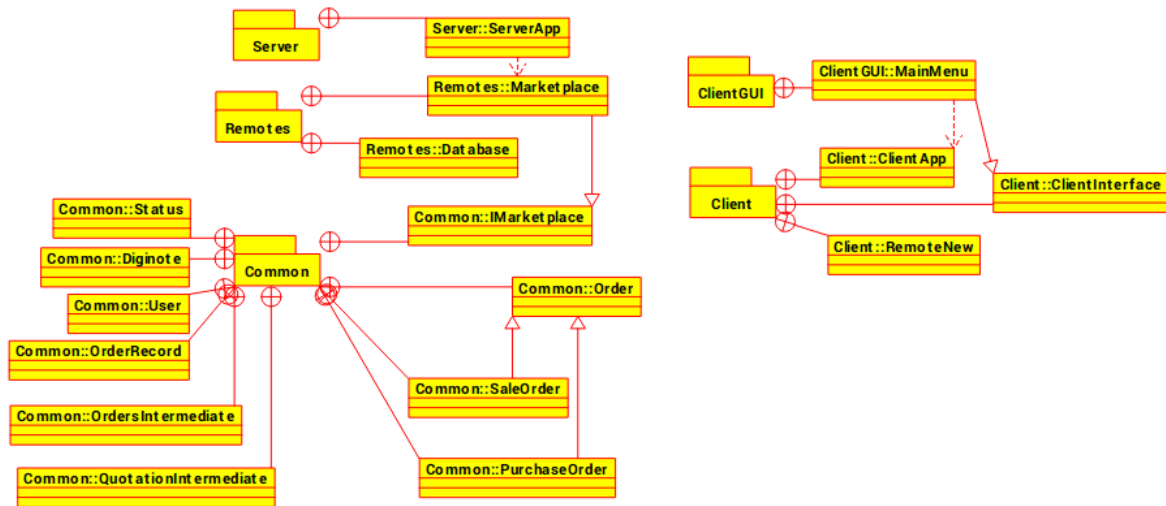 Server::ServerApp
Server
Remotes::Marketplace
Remotes
Remotes::Database
Common::IMarketplace
Common::Status
Common::Diginote
Common
Common::User
Common::Order
Common::OrderRecord
Common::SaleOrder
Common::OrdersIntermediate
Common::PurchaseOrder
Common::QuotationIntermediate
ClientGUI::MainMenu
ClientGUI
Client::ClientApp
Client::ClientInterface
Client
Client::RemoteNew